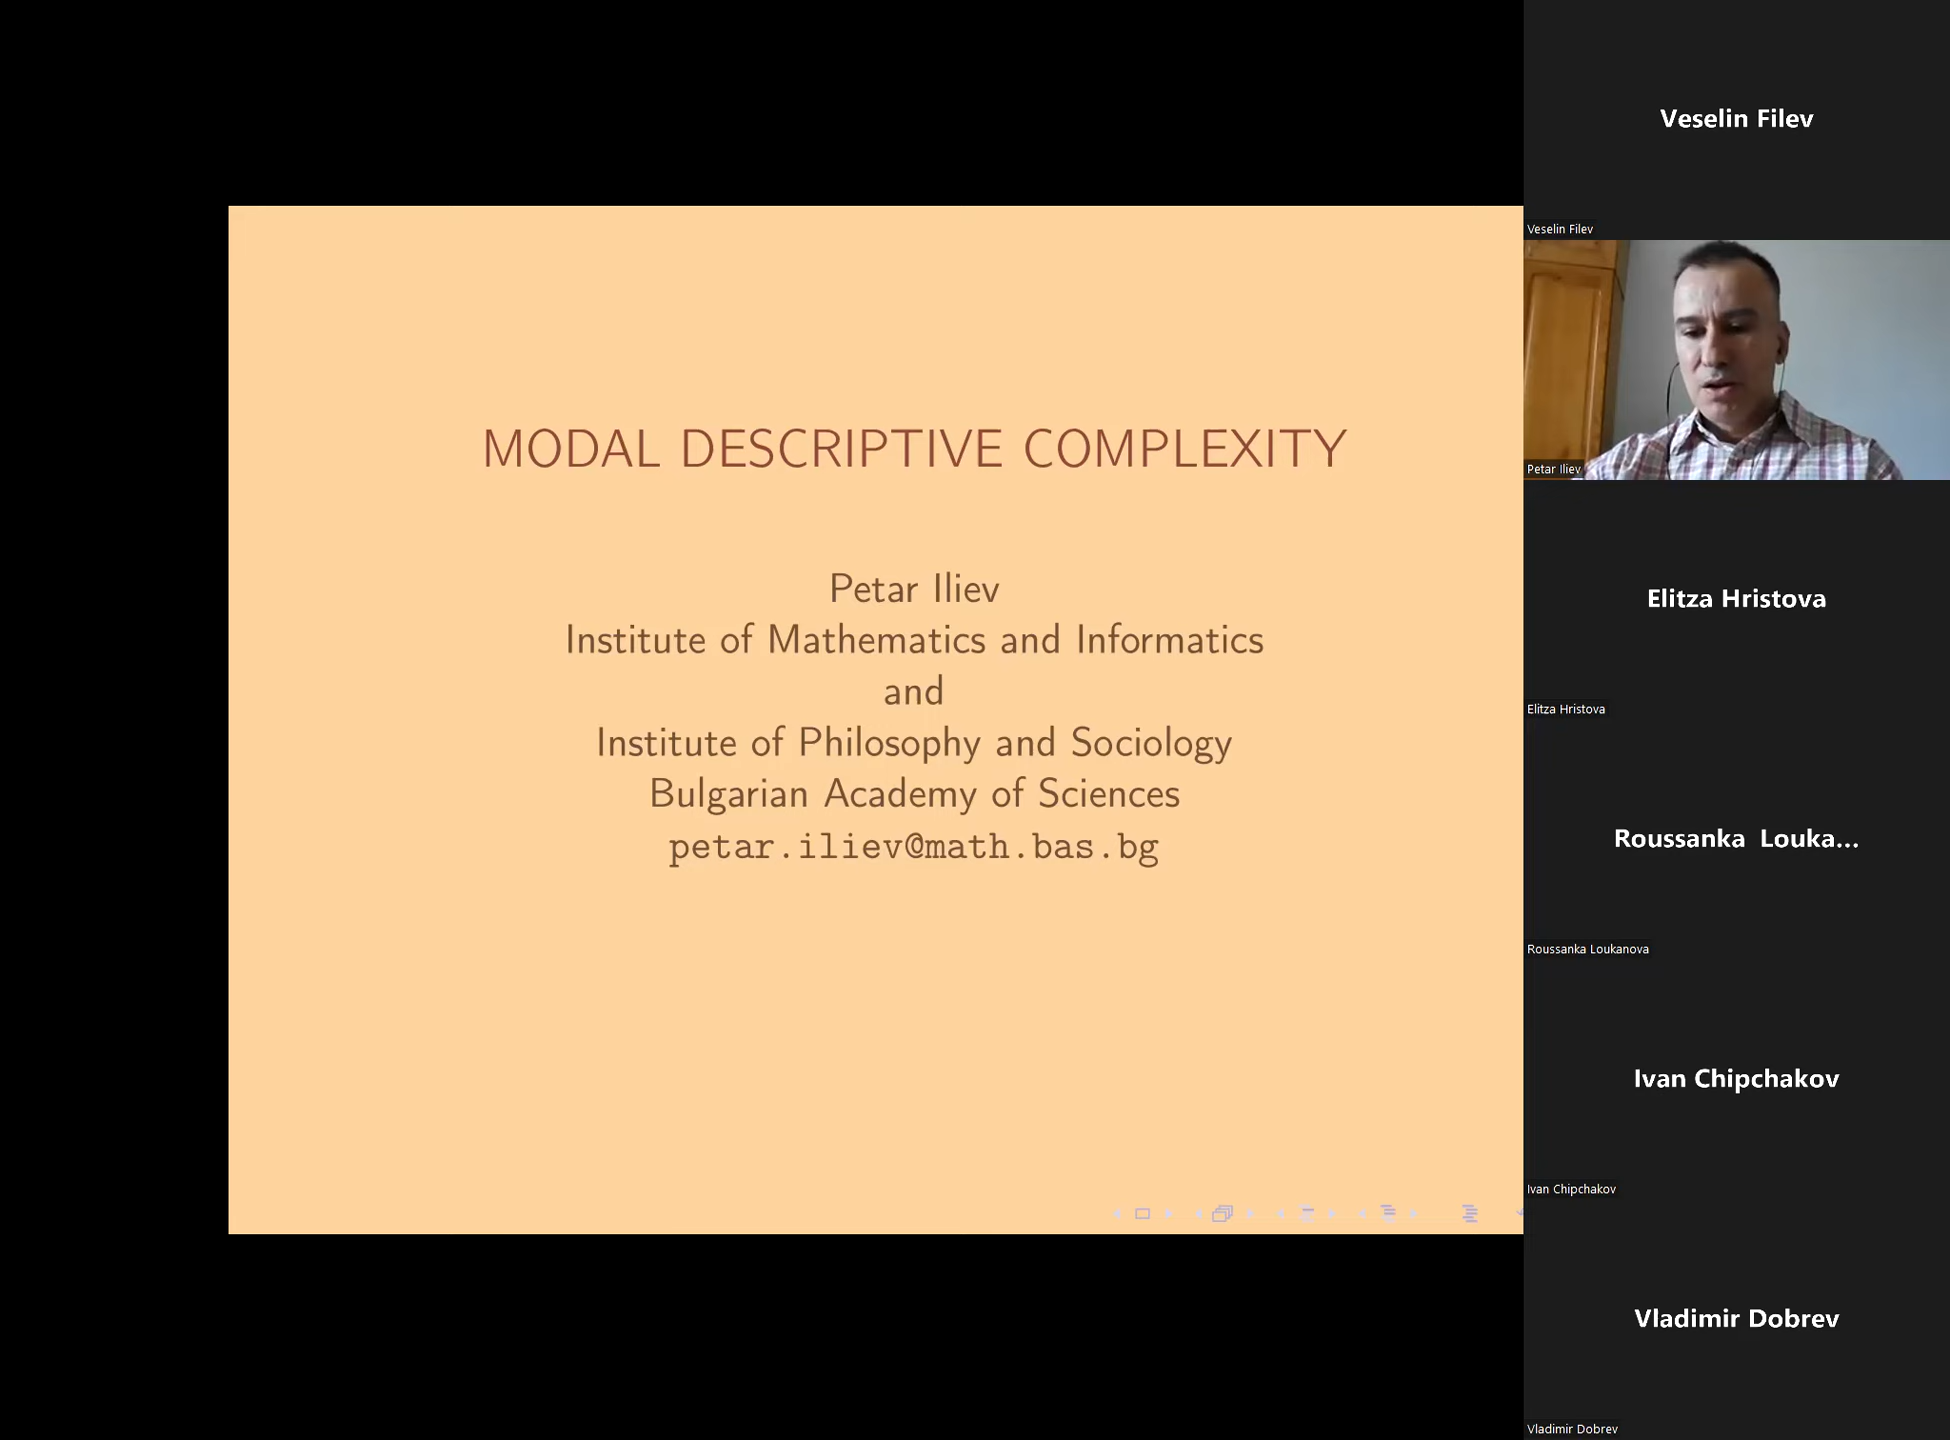 MODAL DESCRIPTIVE COMPLEXITY
Petar Iliev
Institute of Mathematics and Informatics
and
Institute of Philosophy and Sociology
Bulgarian Academy of Sciences
petar.iliev@math.bas.bg
Veselin Filev
Veselin Filev
Petar Iliev
Elitza Hristova
Elitza Hristova
Roussanka Louka...
Roussanka Loukanova
Ivan Chipchakov
Ivan Chipchakov
Vladimir Dobrev
Vladimir Dobrev